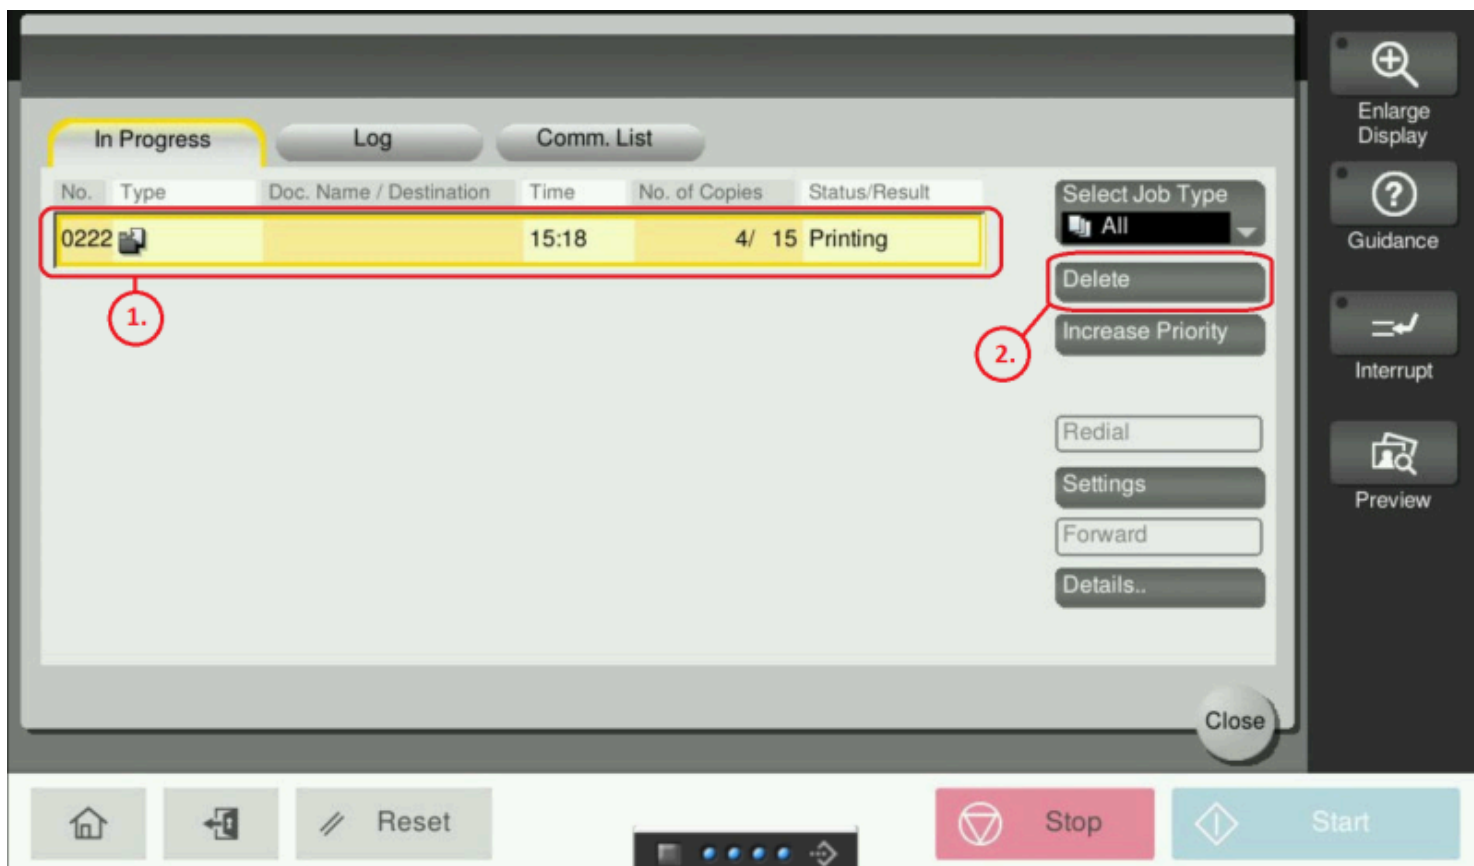 Enlarge
Display
In Progress
Log
Comm. List
No.
Type
Doc. Name / Destination
Time
No. of Copies
Status/Result
Select Job Type
All
0222
15:18
4/ 15
Printing
Guidance
Delete
1.
Increase Priority
2.
Interrupt
Redial
Settings
Preview
Forward
Details..
Close
Reset
Stop
Start